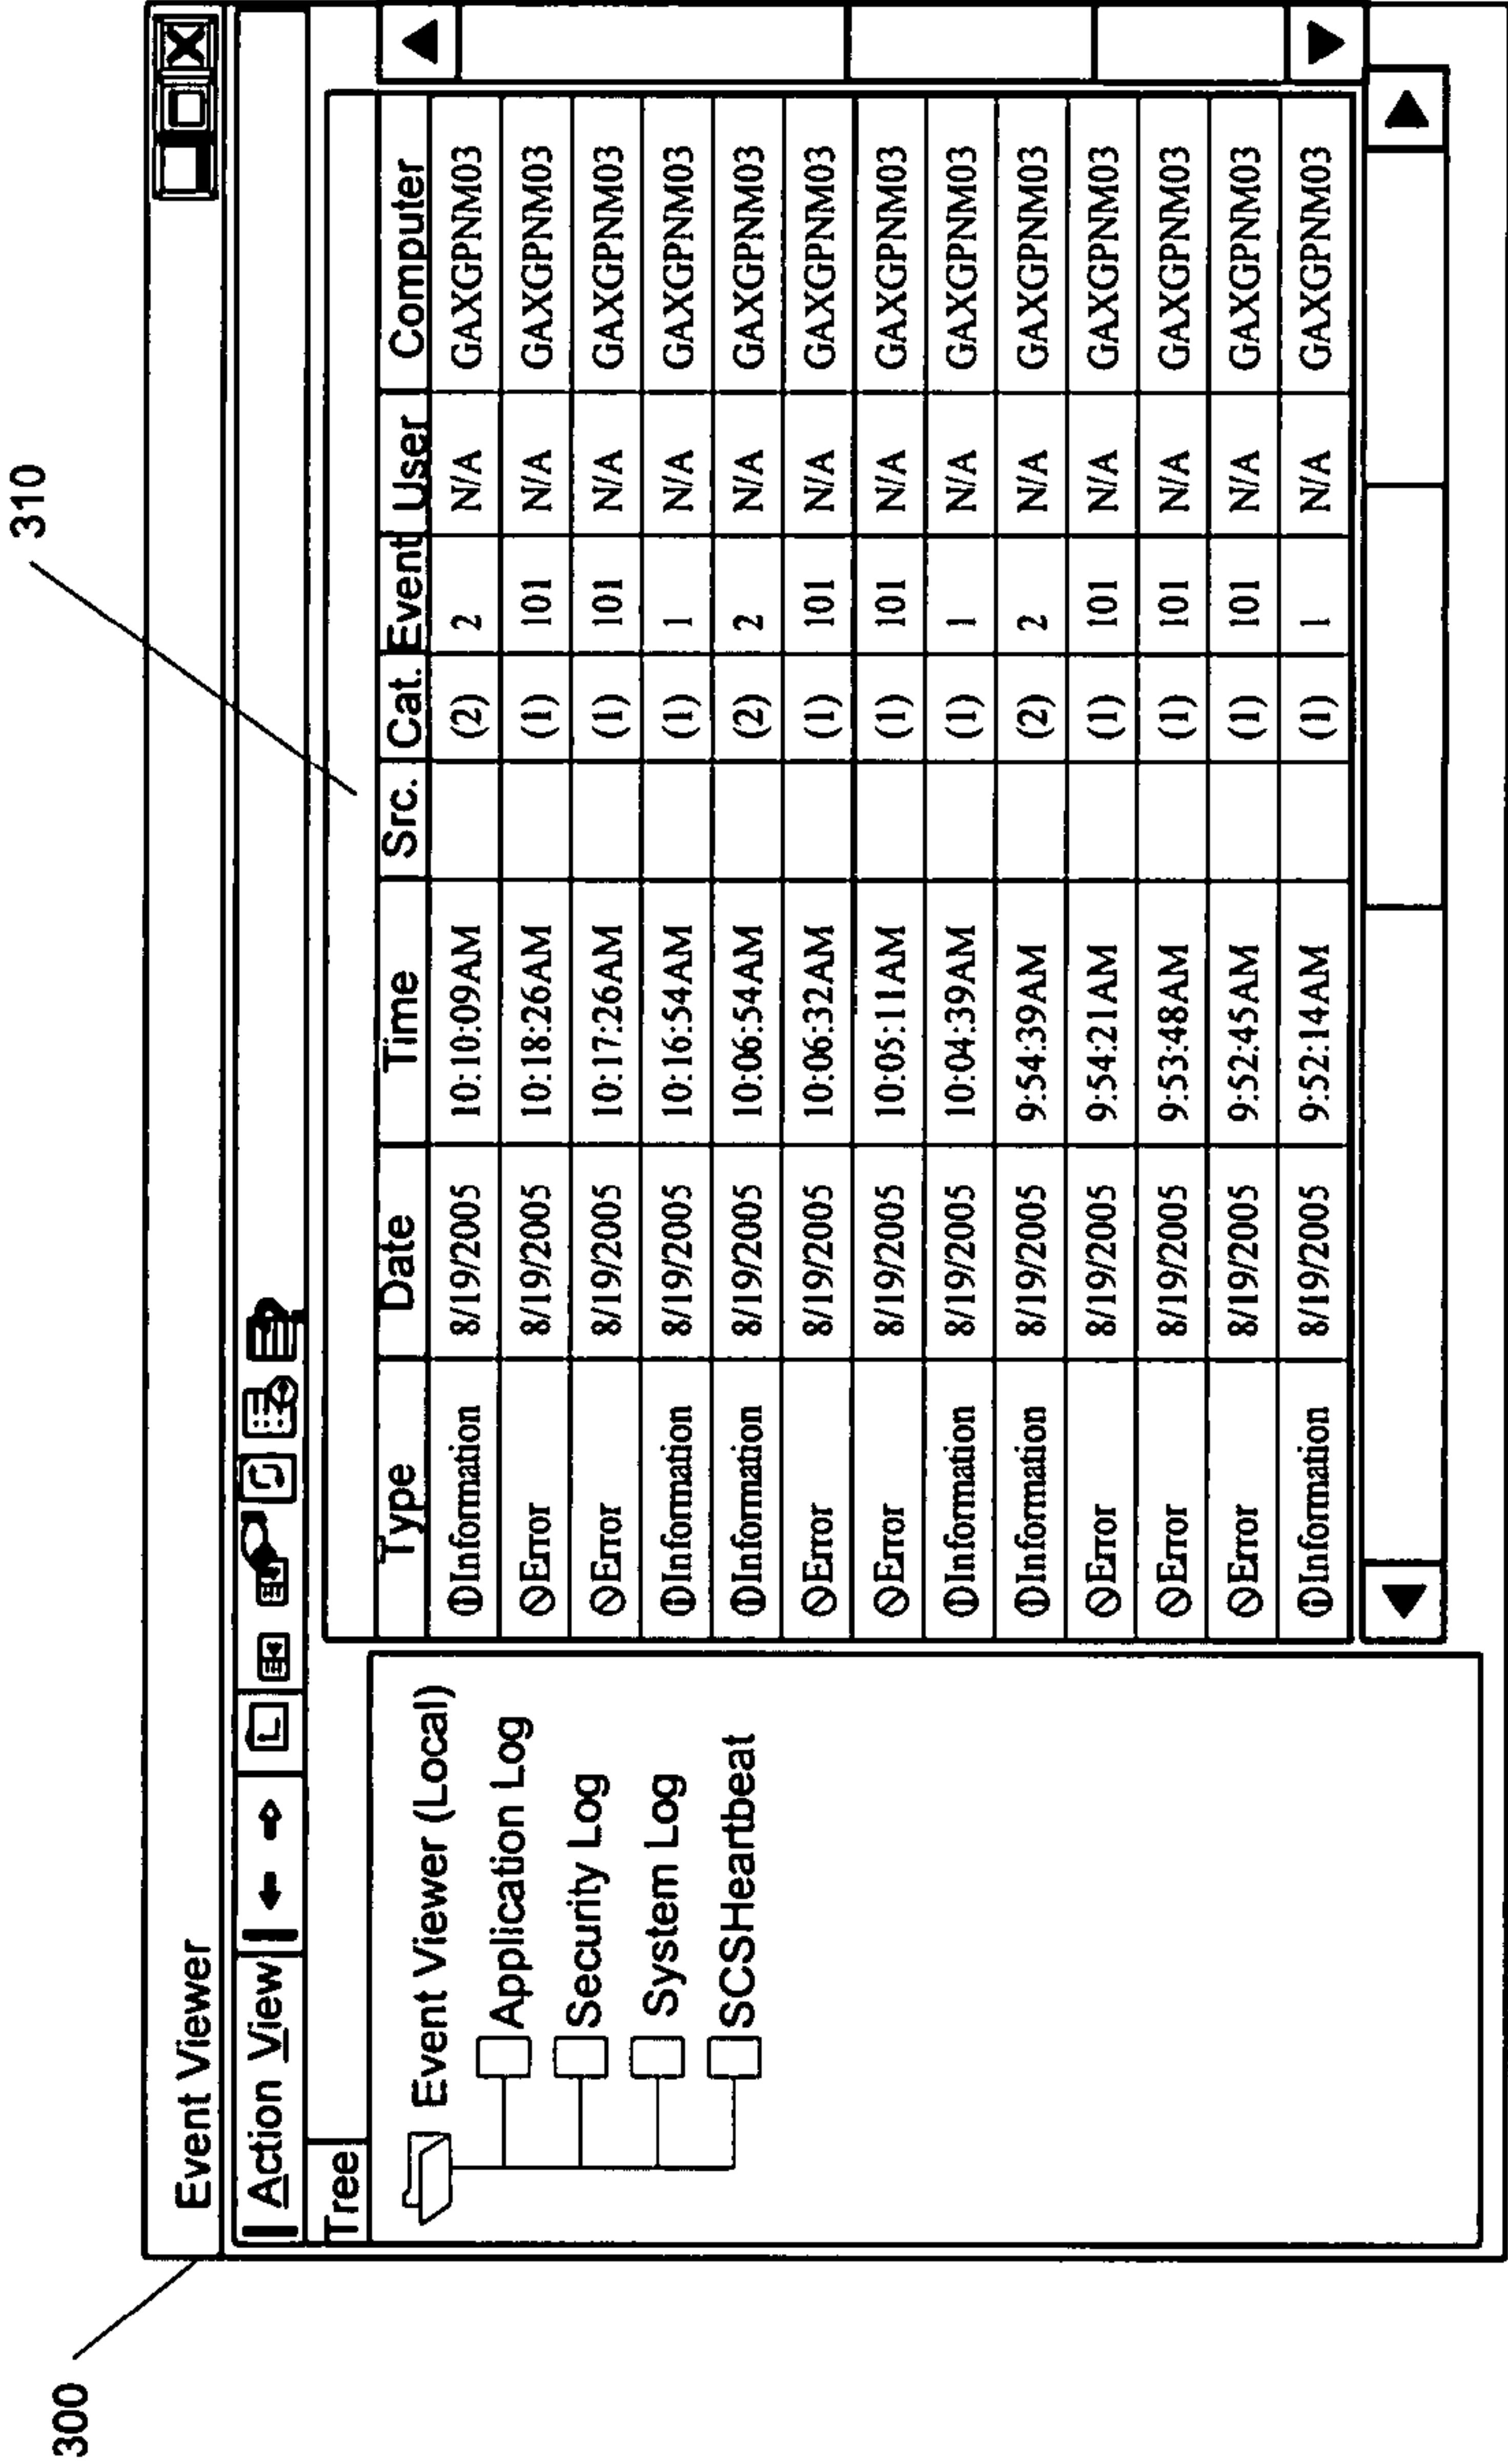 300
310
Event Viewer
Action View
Tree
Event Viewer (Local)
Application Log
Security Log
System Log
SCSHeartbeat
Type Date Time Src. Cat. Event User Computer
Information 8/19/2005 10:10:09AM (2) 2 N/A GAXGPNM03
Error 8/19/2005 10:18:26AM (1) 101 N/A GAXGPNM03
Error 8/19/2005 10:17:26AM (1) 101 N/A GAXGPNM03
Information 8/19/2005 10:16:54AM (1) 1 N/A GAXGPNM03
Information 8/19/2005 10:06:54AM (2) 2 N/A GAXGPNM03
Error 8/19/2005 10:06:32AM (1) 101 N/A GAXGPNM03
Error 8/19/2005 10:05:11AM (1) 101 N/A GAXGPNM03
Information 8/19/2005 10:04:39AM (1) 1 N/A GAXGPNM03
Information 8/19/2005 9:54:39AM (2) 2 N/A GAXGPNM03
Error 8/19/2005 9:54:21AM (1) 101 N/A GAXGPNM03
Error 8/19/2005 9:53:48AM (1) 101 N/A GAXGPNM03
Error 8/19/2005 9:52:45AM (1) 101 N/A GAXGPNM03
Information 8/19/2005 9:52:14AM (1) 1 N/A GAXGPNM03